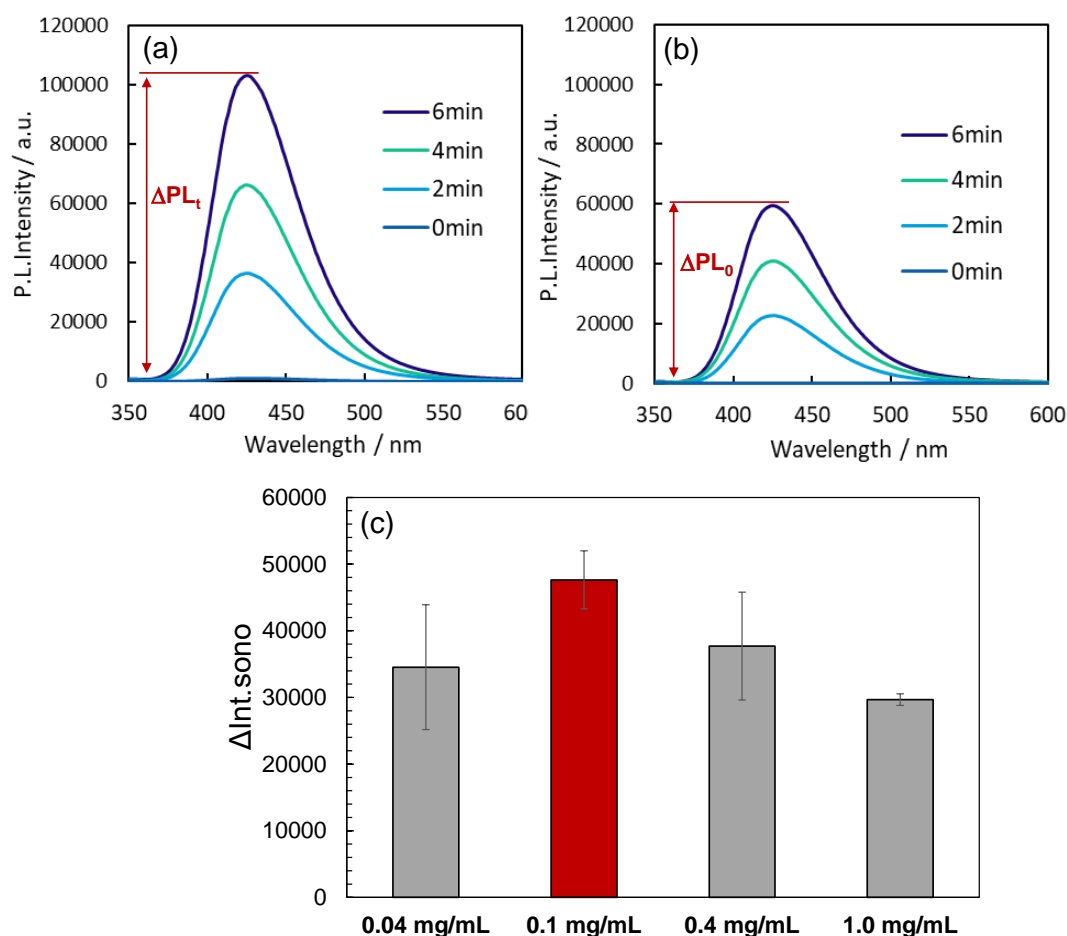 (a)
P.L.Intensity / a.u.
120000
100000
80000
60000
40000
20000
0
ΔPLt
6min
4min
2min
0min
350 400 450 500 550 60
Wavelength / nm
(b)
P.L.Intensity / a.u.
120000
100000
80000
60000
40000
20000
0
ΔPL0
6min
4min
2min
0min
350 400 450 500 550 600
Wavelength / nm
(c)
ΔInt.sono
60000
50000
40000
30000
20000
10000
0
0.04 mg/mL 0.1 mg/mL 0.4 mg/mL 1.0 mg/mL